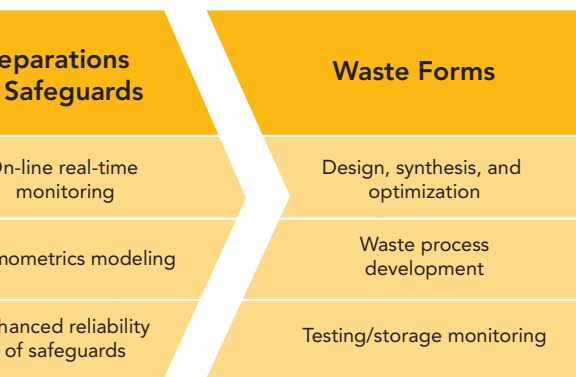 eparations
Safeguards
n-line real-time
monitoring
mometrics modeling
hanced reliability
of safeguards
Waste Forms
Design, synthesis, and
optimization
Waste process
development
Testing/storage monitoring